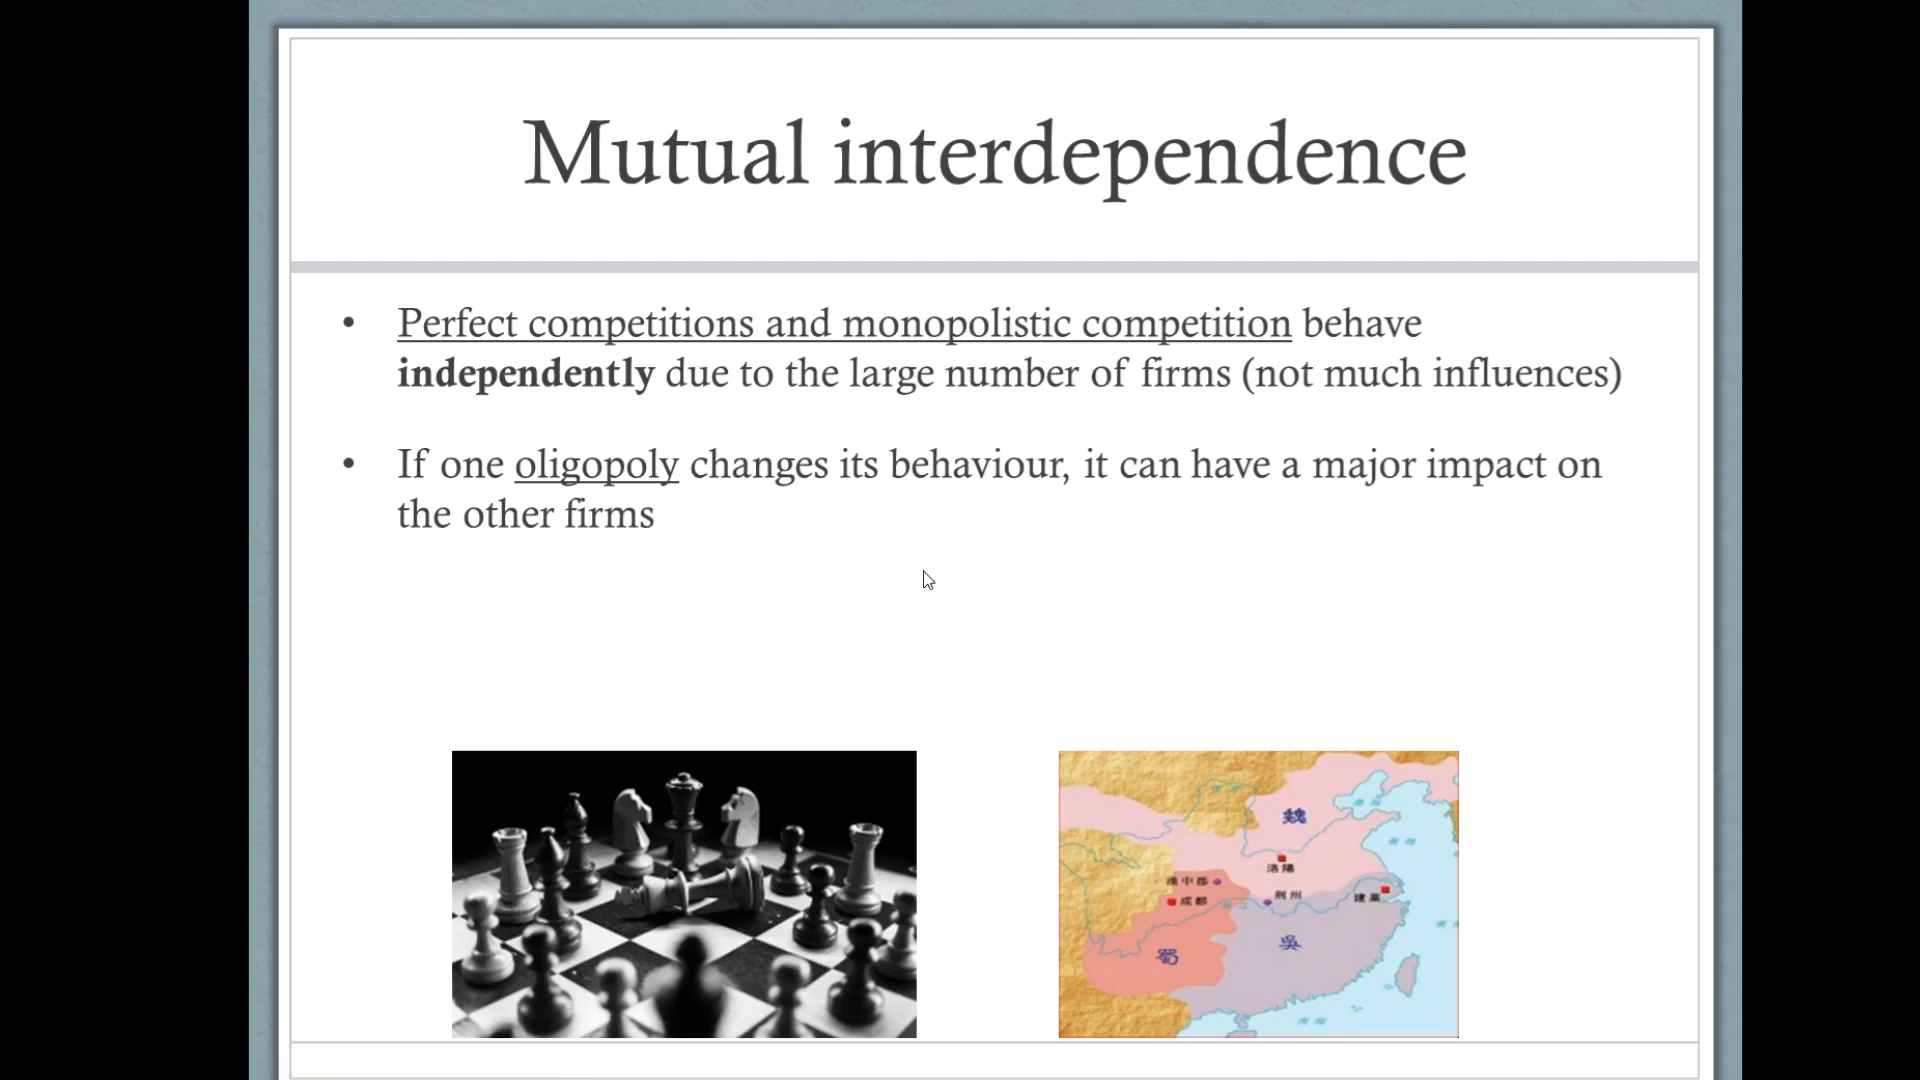 Mutual interdependence
• Perfect competitions and monopolistic competition behave
independently due to the large number of firms (not much influences)
• If one oligopoly changes its behaviour, it can have a major impact on
the other firms
魏
洛陽
漢中郡
成都
荊州
建業
吳
蜀